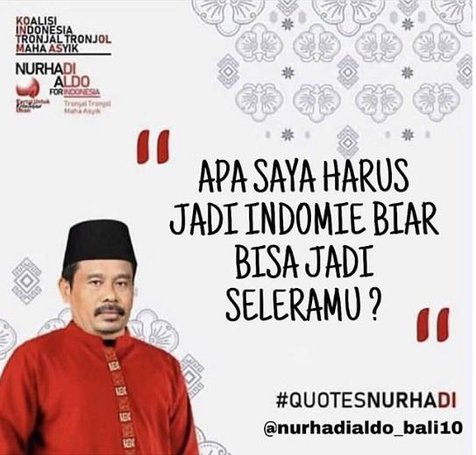 KOALISI
INDONESIA
TRONJAL TRONJOL
MAHA ASYIK
NURHADI
ALDO
FOR INDONESIA
Tronjal Tronjol
Maha Asyik
"
APA SAYA HARUS
JADI INDOMIE BIAR
BISA JADI
SELERAMU ?
"
#QUOTESNURHADI
@nurhadialdo_bali10